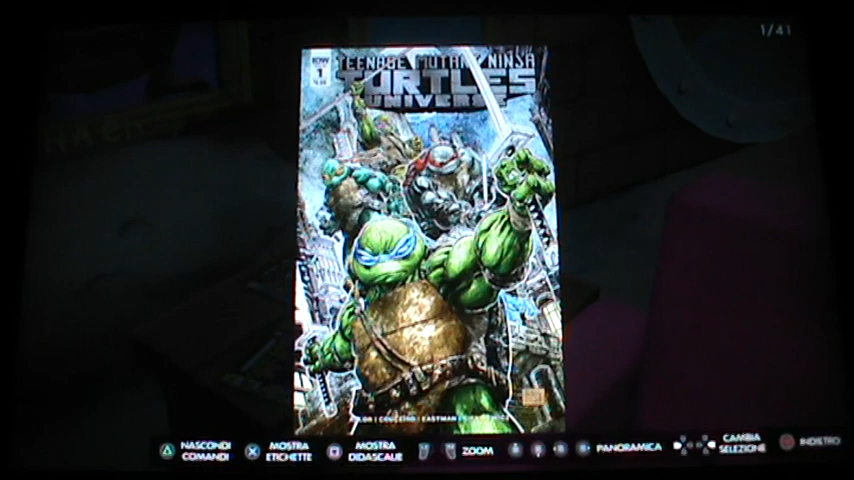 1/41
IDW
1
TEENAGE MUTANT NINJA
TURTLES
UNIVERSE
EASTMAN
NASCONDI
COMANDI
MOSTRA
ETICHETTE
MOSTRA
DIDASCALIE
ZOOM
PANORAMICA
CAMBIA
SELEZIONE
INDIETRO